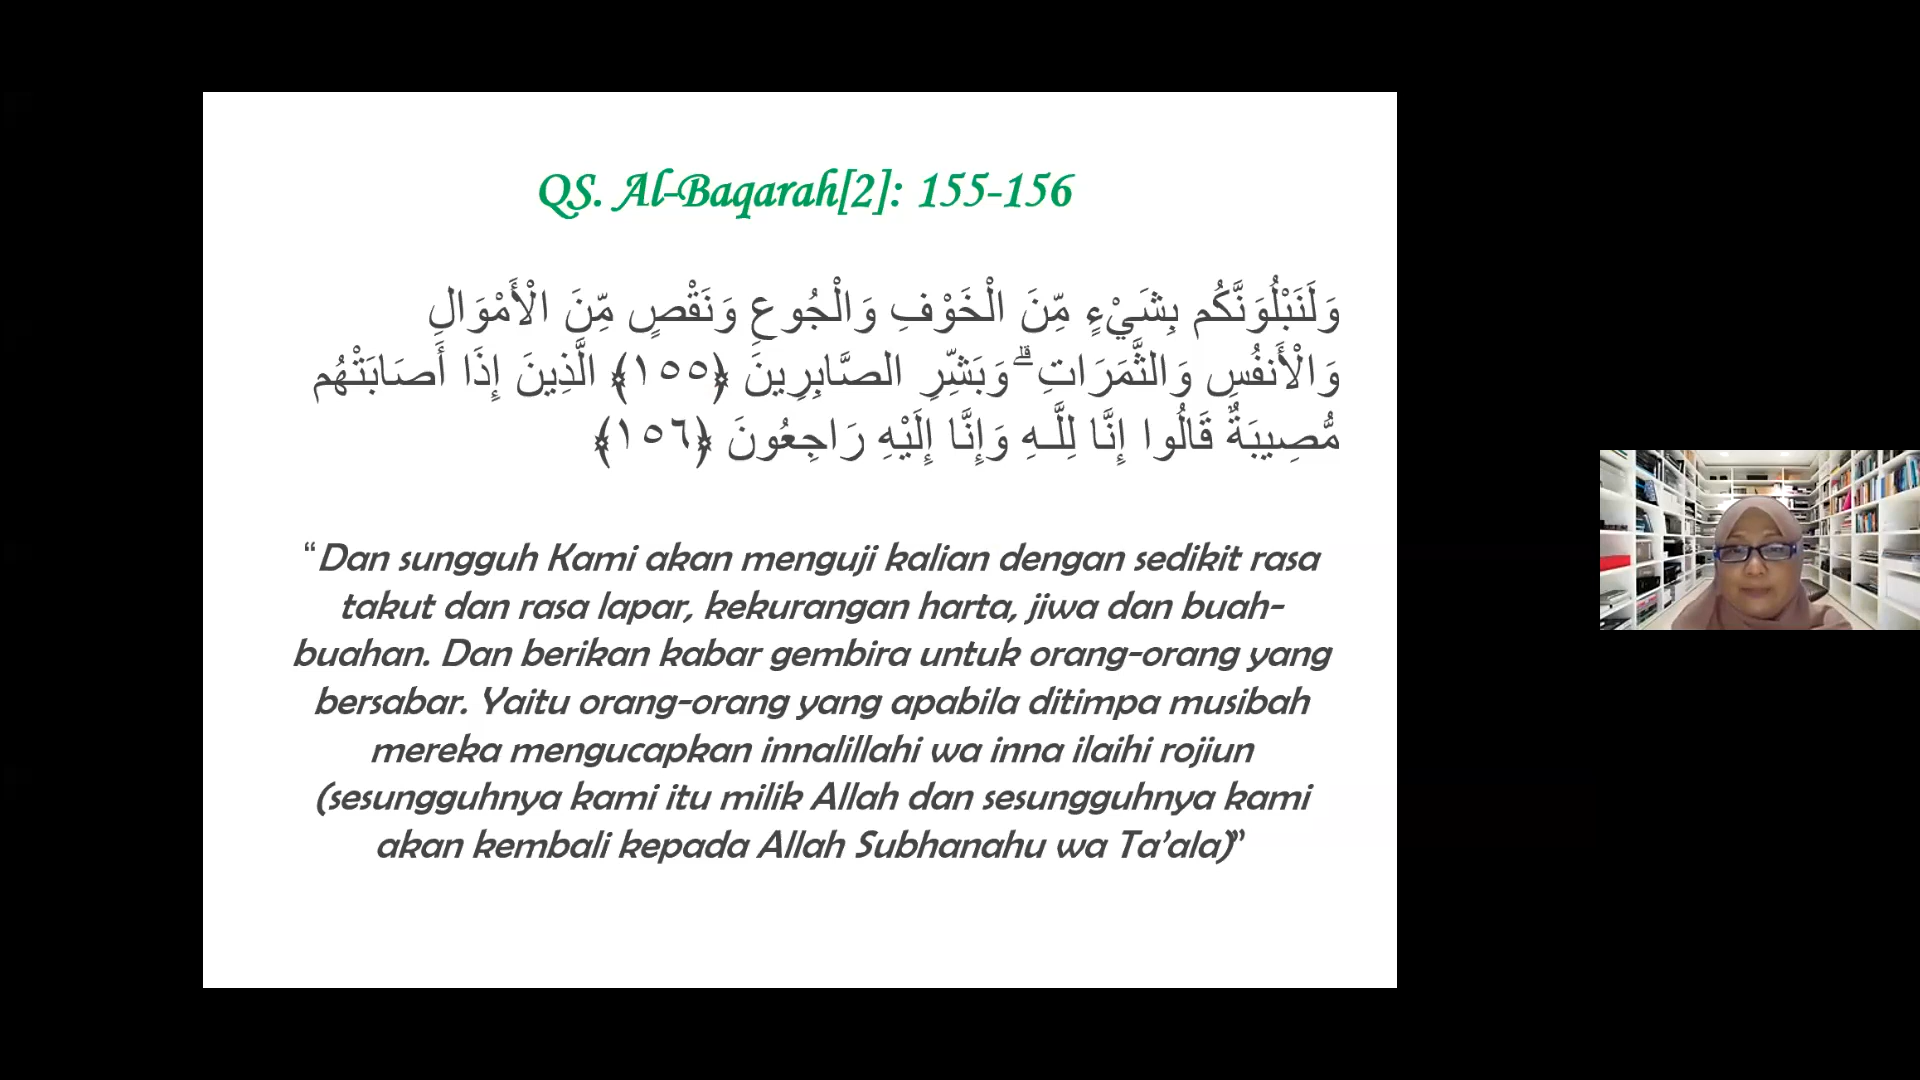 QS. Al-Baqarah[2]: 155-156
وَلَنَبْلُوَنَّكُم بِشَيْءٍ مِّنَ الْخَوْفِ وَالْجُوعِ وَنَقْصٍ مِّنَ الْأَمْوَالِ
وَالْأَنفُسِ وَالثَّمَرَاتِ ۗ وَبَشِّرِ الصَّابِرِينَ ﴿١٥٥﴾ الَّذِينَ إِذَا أَصَابَتْهُم
مُّصِيبَةٌ قَالُوا إِنَّا لِلَّـهِ وَإِنَّا إِلَيْهِ رَاجِعُونَ ﴿١٥٦﴾
“Dan sungguh Kami akan menguji kalian dengan sedikit rasa
takut dan rasa lapar, kekurangan harta, jiwa dan buah-
buahan. Dan berikan kabar gembira untuk orang-orang yang
bersabar. Yaitu orang-orang yang apabila ditimpa musibah
mereka mengucapkan innalillahi wa inna ilaihi rojiun
(sesungguhnya kami itu milik Allah dan sesungguhnya kami
akan kembali kepada Allah Subhanahu wa Ta’ala)”